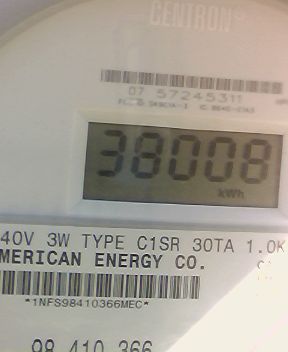 CENTRON®
07 57245311
38008
kWh
40V 3W TYPE C1SR 30TA 1.0K
MERICAN ENERGY CO.
*1NFS98410366MEC*
98 410 366